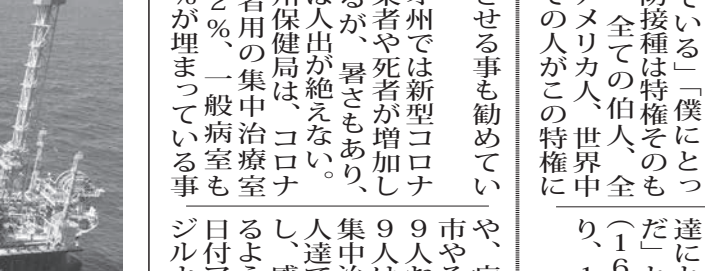 ている」「僕にとっ
防接種は特権そのも
全ての伯人、全
アメリカ人、世界中
その人がこの特権に
達に
だ」
(16
り、1
させる事も勧めてい
州では新型コロナ
染者や死者が増加し
るが、暑さもあり、
は人出が絶えない。
州保健局は、コロナ
者用の集中治療室
2%、一般病室も
%が埋まっている事
や、
市や
9人
9人
集中治
人達で
し、感
るよう
日付ア
ジル